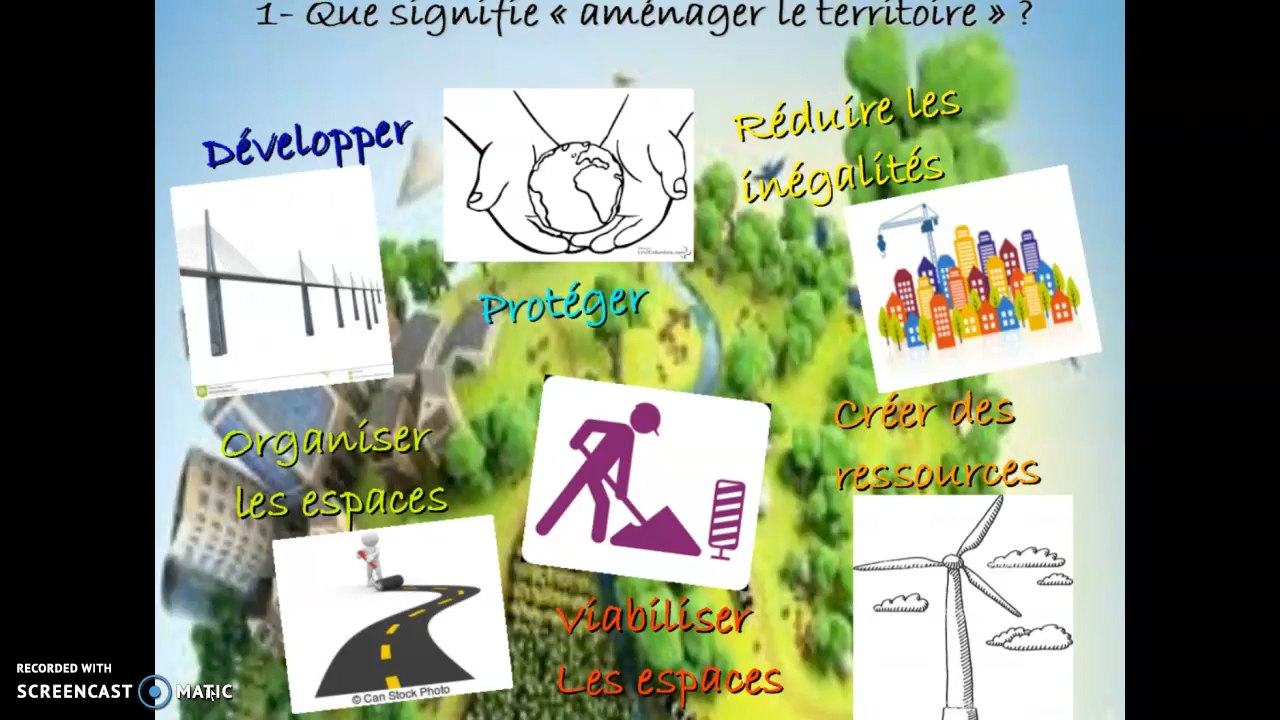 1- Que signifie « aménager le territoire » ?
Développer
Réduire les
inégalités
Protéger
Organiser
les espaces
Créer des
ressources
Viabiliser
Les espaces
© Can Stock Photo
RECORDED WITH
SCREENCAST MATIC